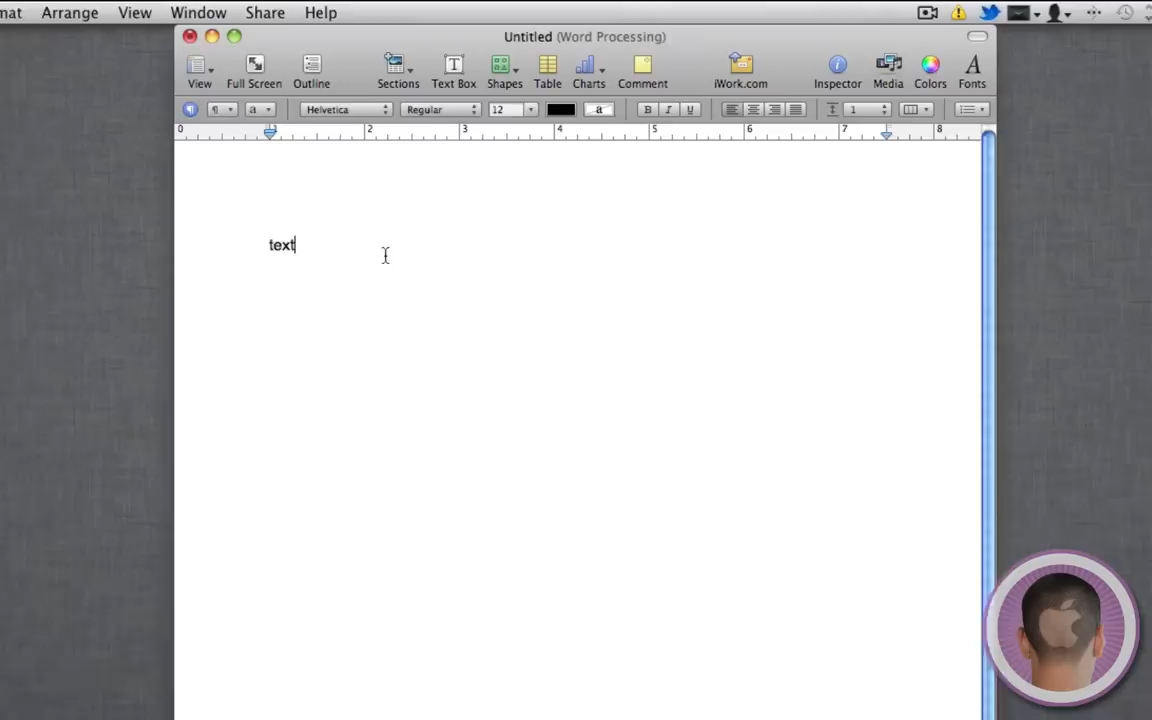 mat Arrange View Window Share Help
Untitled (Word Processing)
View Full Screen Outline Sections Text Box Shapes Table Charts Comment iWork.com Inspector Media Colors Fonts
¶ ¶ a Helvetica Regular 12 a B I U 1
0 1 2 3 4 5 6 7 8
text